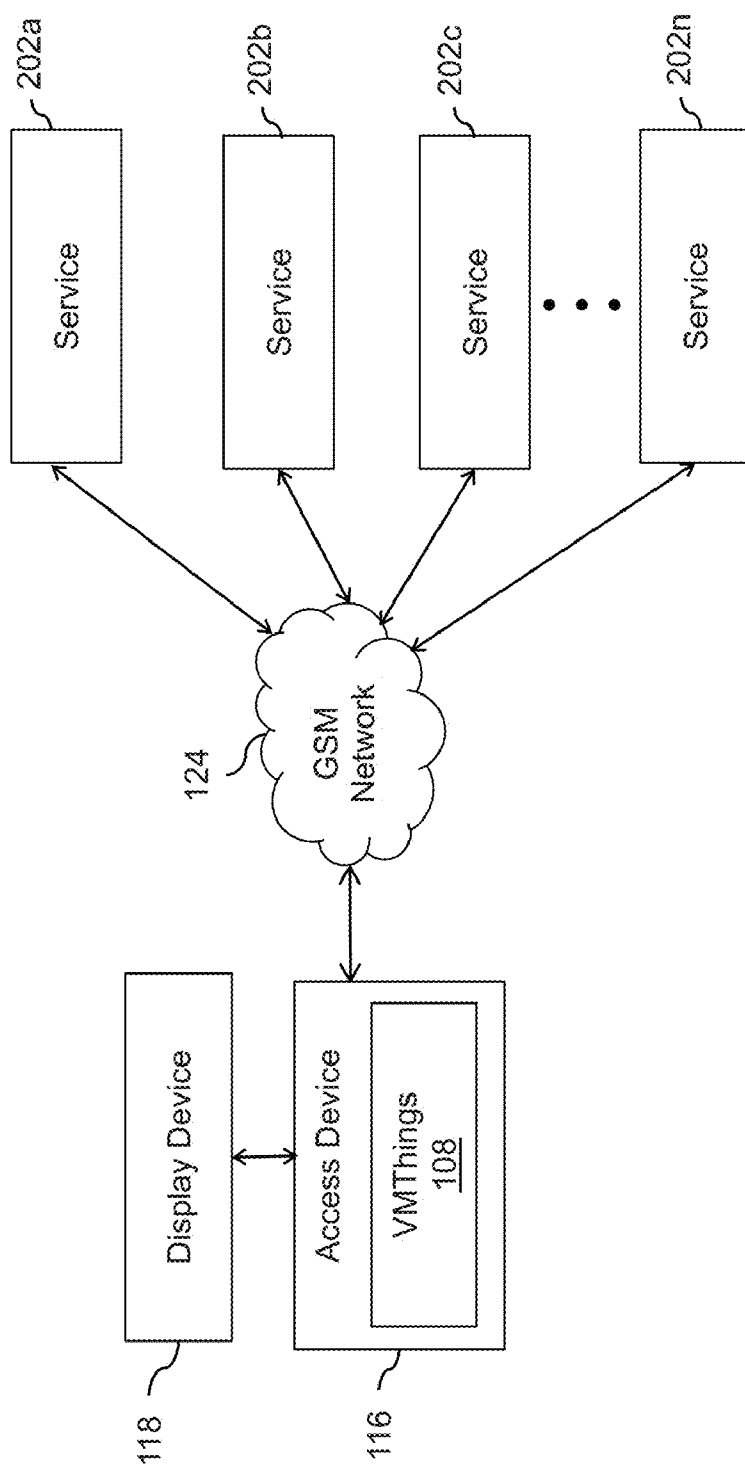 118
Display Device
116
Access Device
VMThings
108
124
GSM
Network
Service
202a
Service
202b
Service
202c
Service
202n